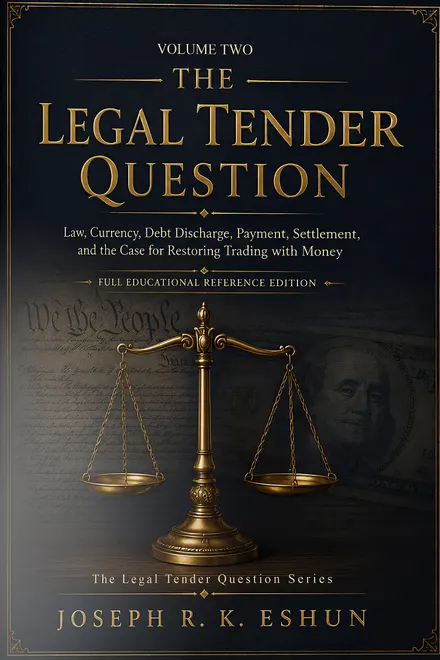 VOLUME TWO
THE
LEGAL TENDER
QUESTION
Law, Currency, Debt Discharge, Payment, Settlement,
and the Case for Restoring Trading with Money
FULL EDUCATIONAL REFERENCE EDITION
We the People
The Legal Tender Question Series
JOSEPH R. K. ESHUN